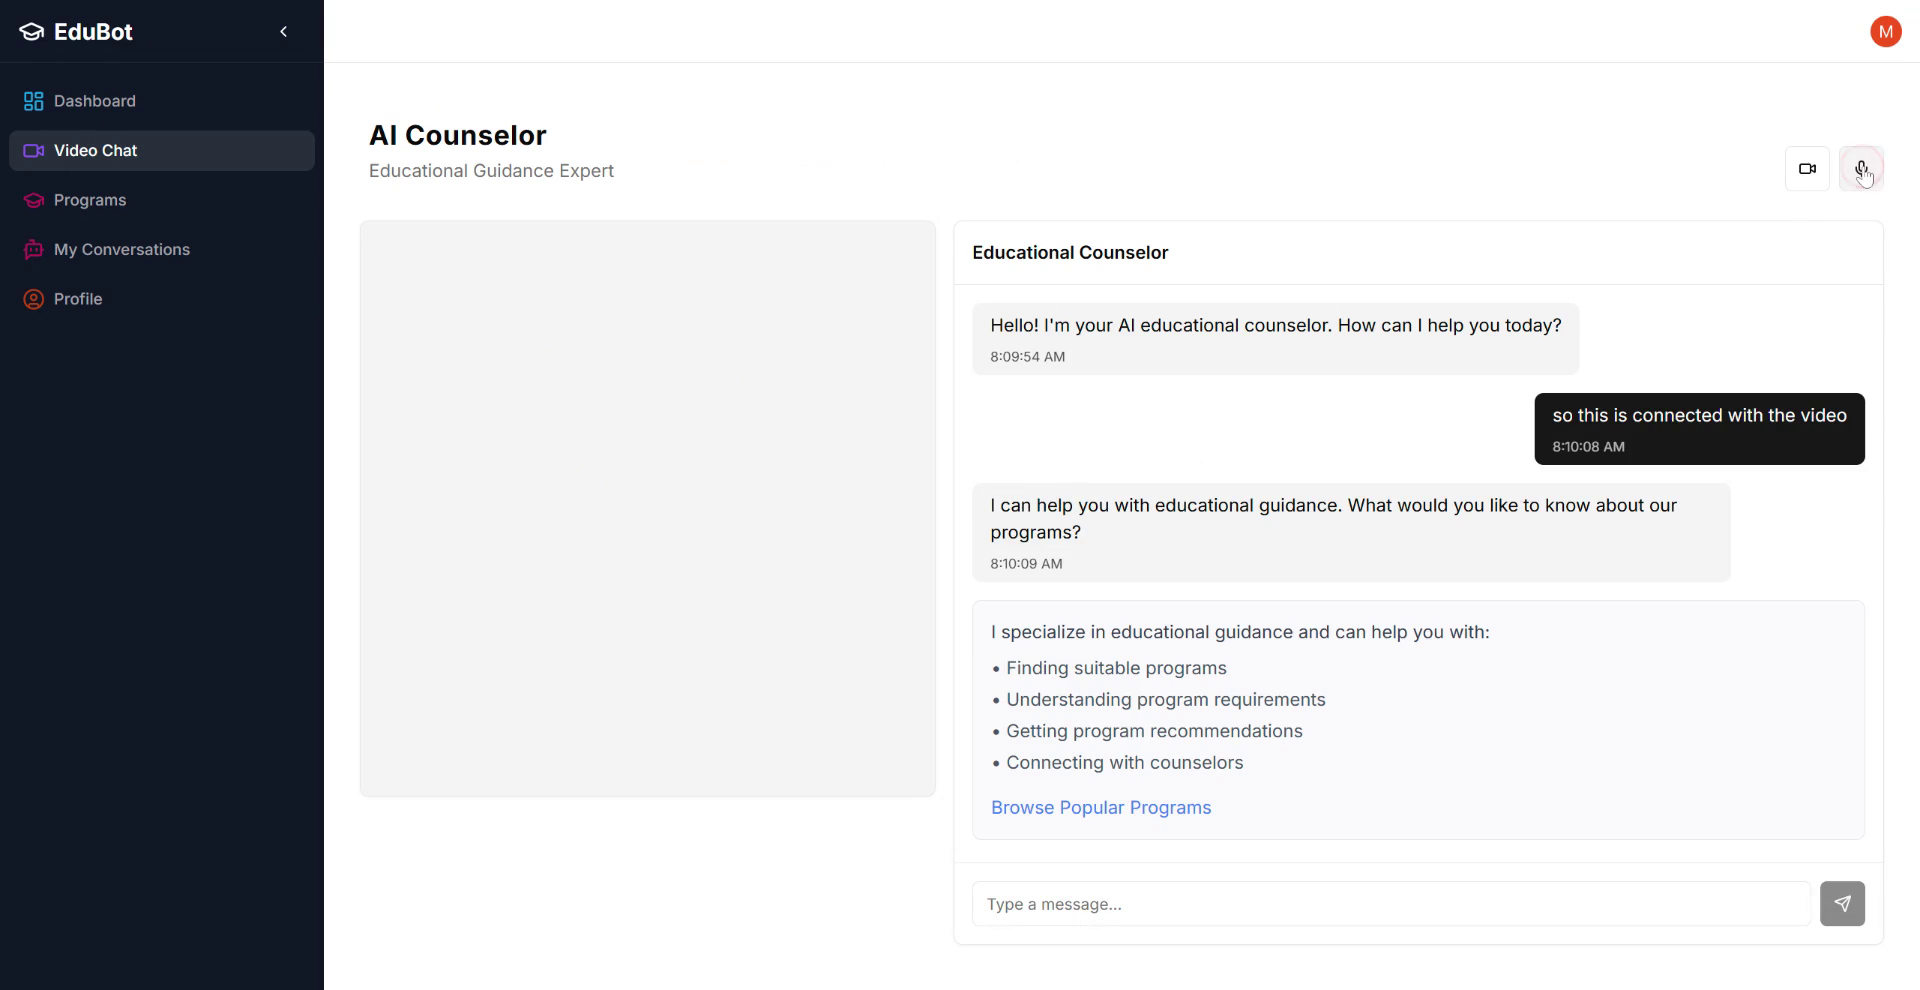 EduBot
M
Dashboard
Video Chat
Programs
My Conversations
Profile
AI Counselor
Educational Guidance Expert
Educational Counselor
Hello! I'm your AI educational counselor. How can I help you today?
8:09:54 AM
so this is connected with the video
8:10:08 AM
I can help you with educational guidance. What would you like to know about our
programs?
8:10:09 AM
I specialize in educational guidance and can help you with:
• Finding suitable programs
• Understanding program requirements
• Getting program recommendations
• Connecting with counselors
Browse Popular Programs
Type a message...